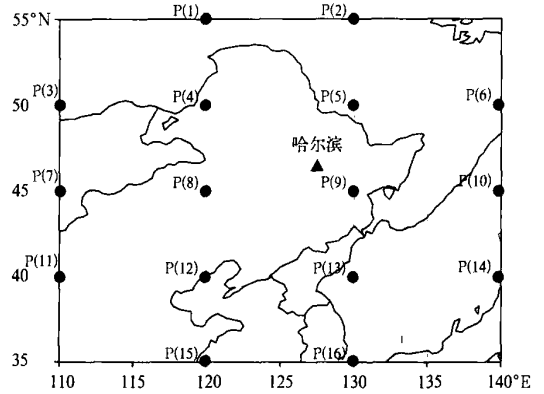 55°N P(1) P(2)
50 P(3) P(4) P(5) P(6)
哈尔滨
45 P(7) P(8) P(9) P(10)
40 P(11) P(12) P(13) P(14)
35 P(15) P(16)
110 115 120 125 130 135 140°E